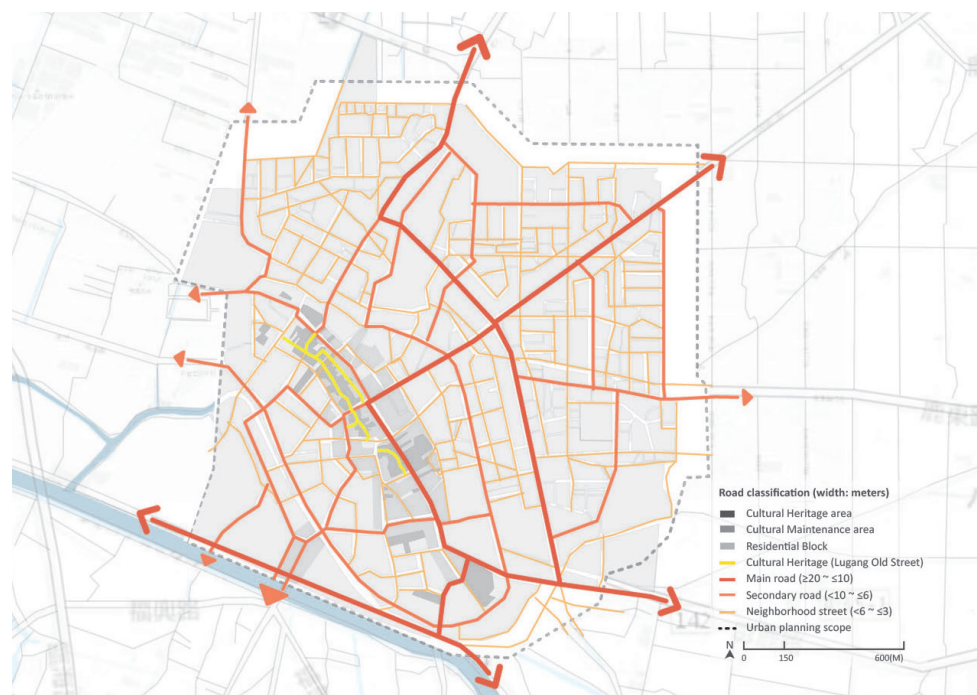 Road classification (width: meters)
Cultural Heritage area
Cultural Maintenance area
Residential Block
Cultural Heritage (Lugang Old Street)
Main road (≥20 ~ ≤10)
Secondary road (<10 ~ ≤6)
Neighborhood street (<6 ~ ≤3)
Urban planning scope
142
N
0 150 600(M)